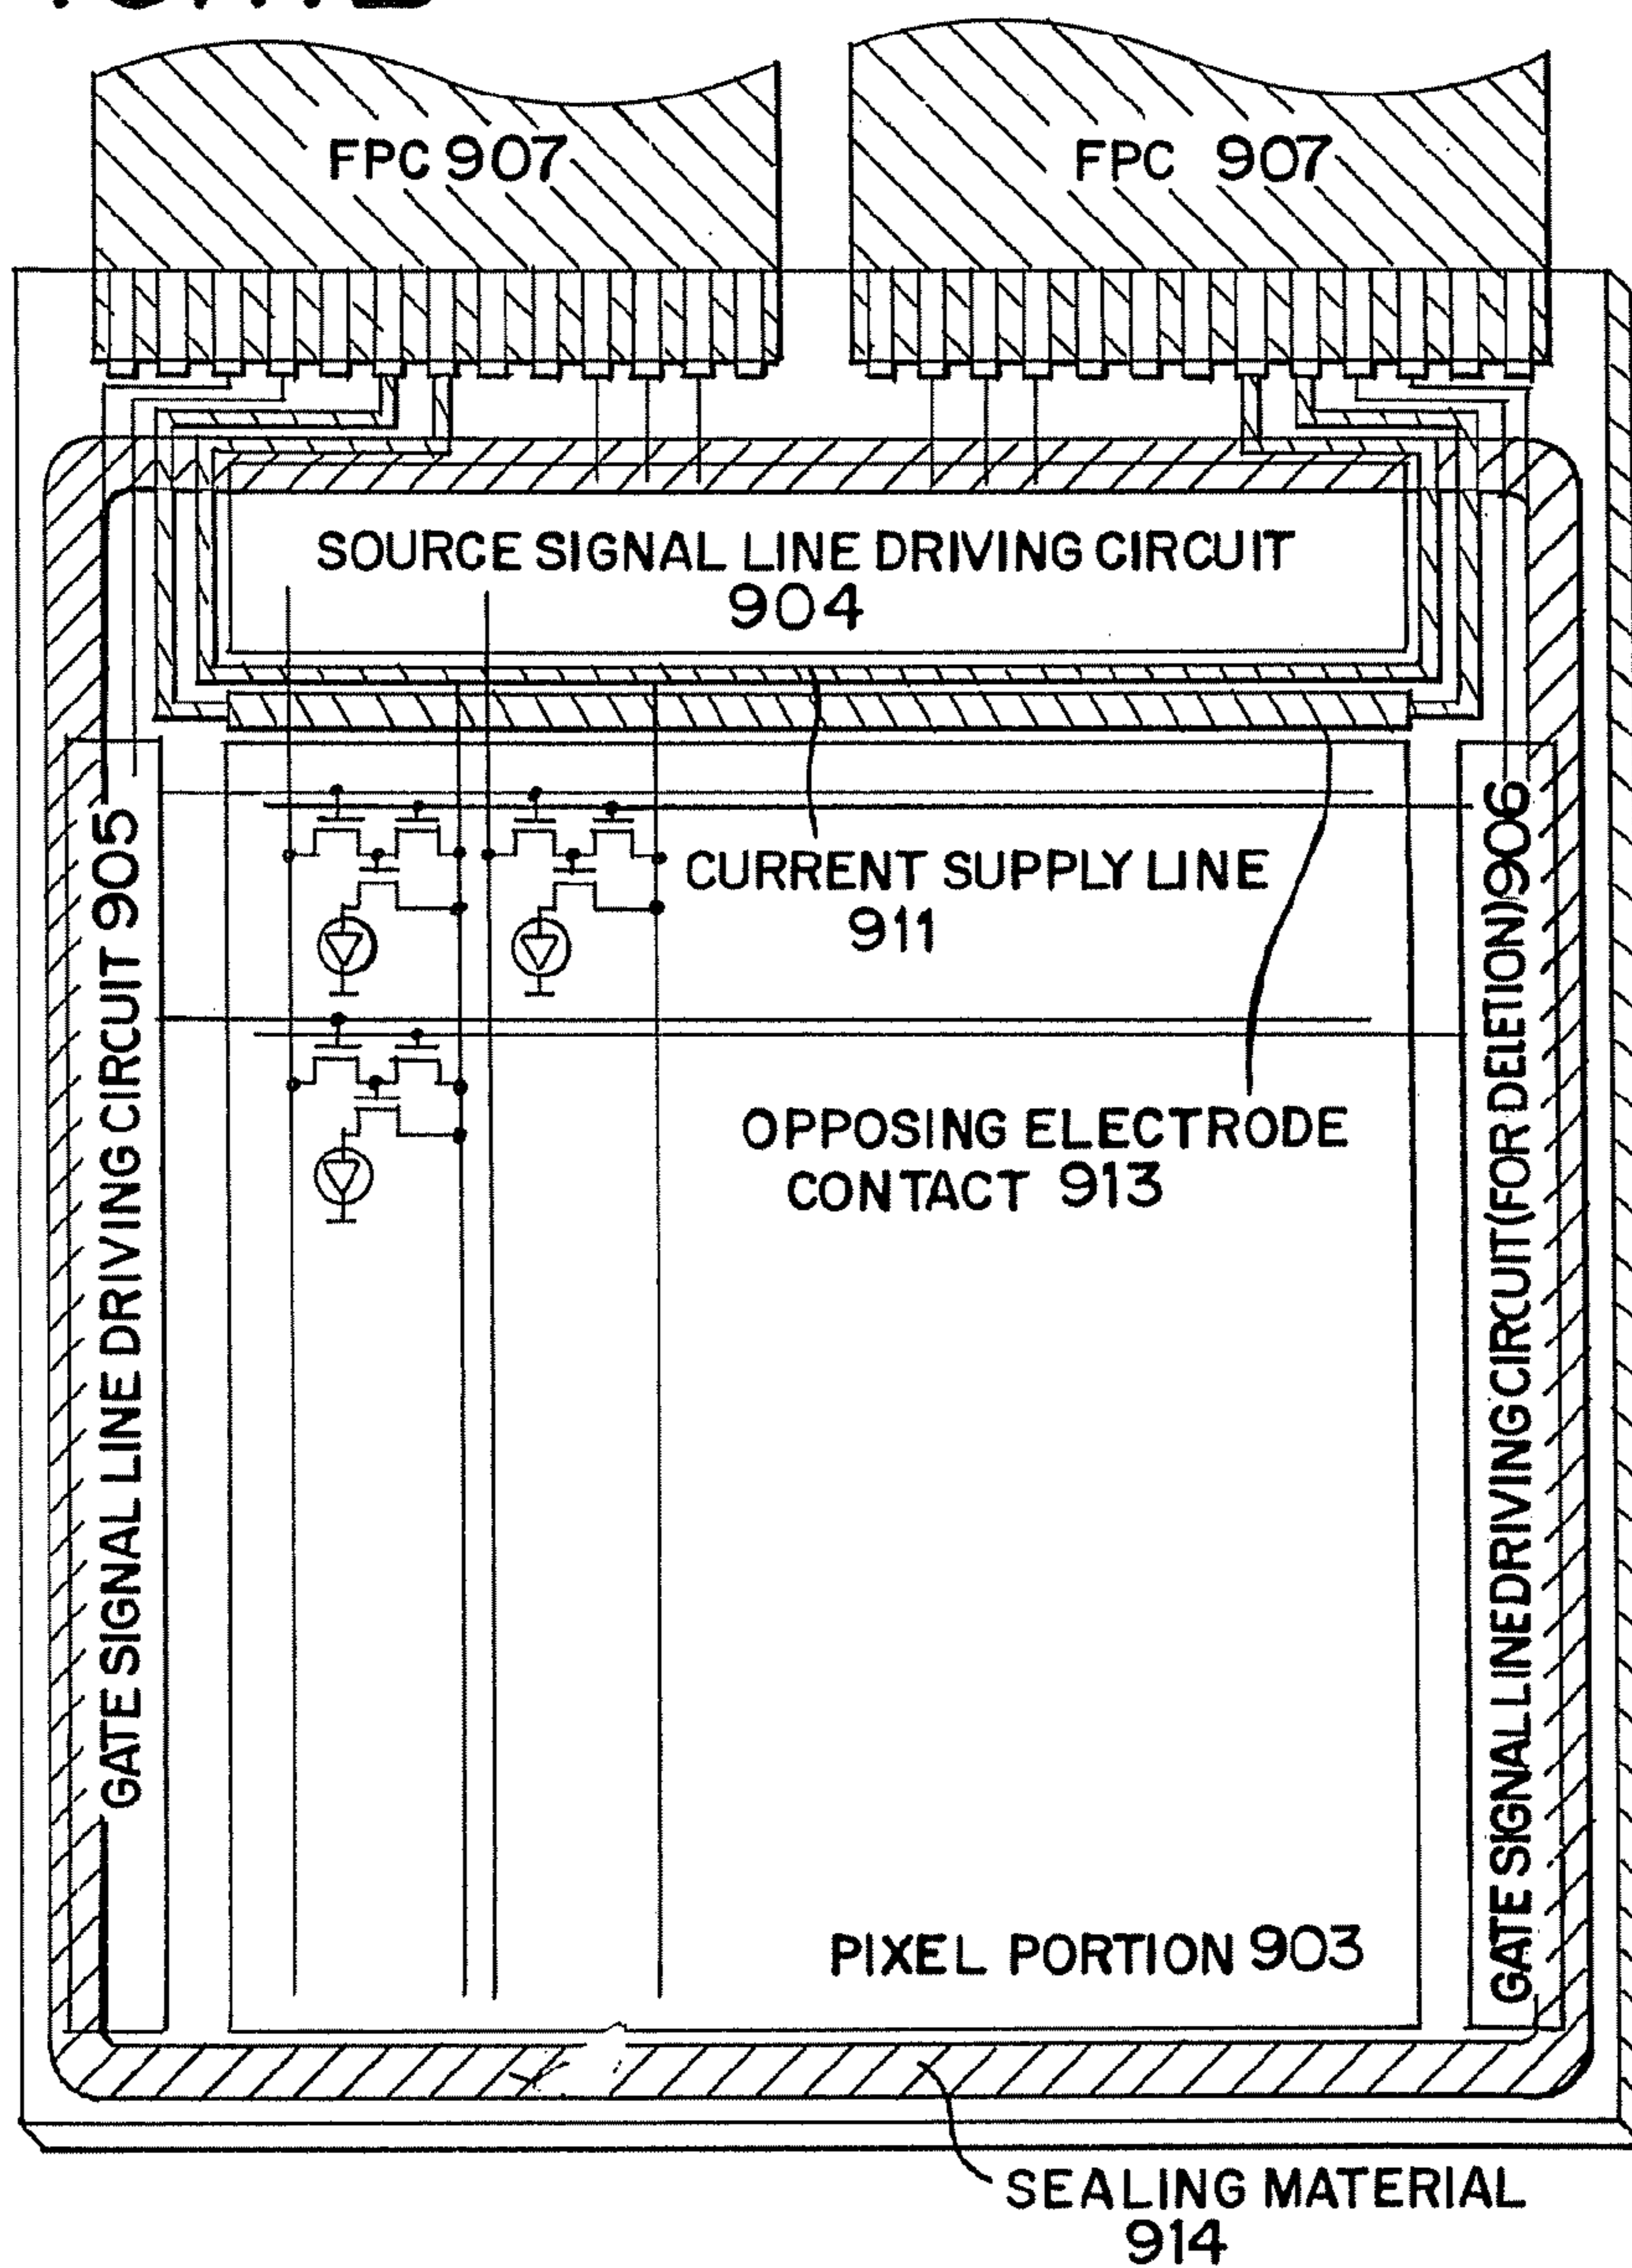 FPC 907
FPC 907
SOURCE SIGNAL LINE DRIVING CIRCUIT
904
GATE SIGNAL LINE DRIVING CIRCUIT 905
GATE SIGNAL LINE DRIVING CIRCUIT (FOR DELETION) 906
CURRENT SUPPLY LINE
911
OPPOSING ELECTRODE
CONTACT 913
PIXEL PORTION 903
SEALING MATERIAL
914